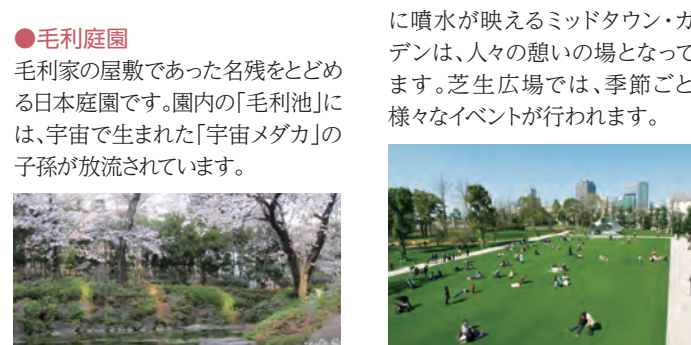 ●毛利庭園
毛利家の屋敷であった名残をとどめ
る日本庭園です。園内の「毛利池」に
は、宇宙で生まれた「宇宙メダカ」の
子孫が放流されています。
に噴水が映えるミッドタウン・ガ
デンは、人々の憩いの場となって
ます。芝生広場では、季節ごと
様々なイベントが行われます。